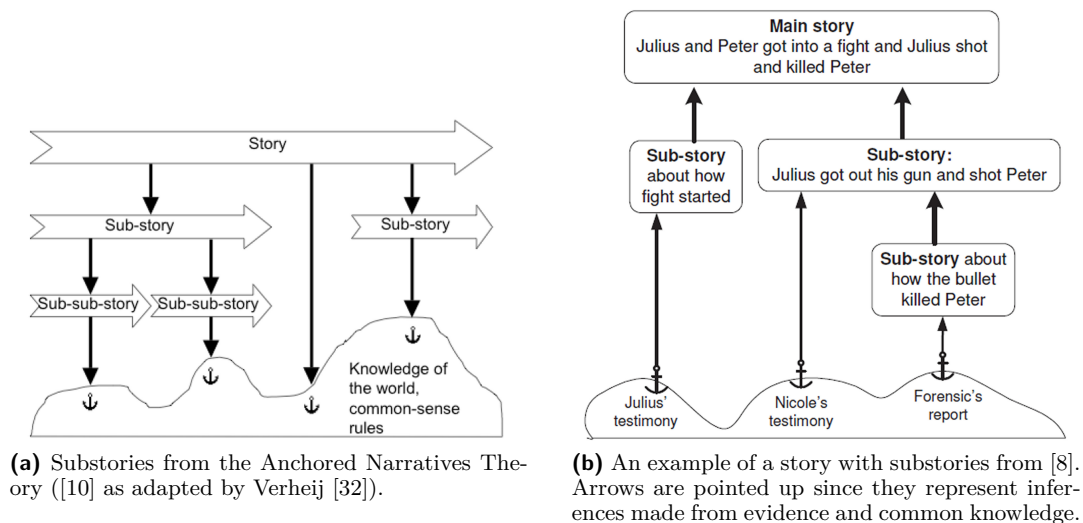 Story
Sub-story
Sub-story
Sub-sub-story
Sub-sub-story
Knowledge of
the world,
common-sense
rules
(a) Substories from the Anchored Narratives The-
ory ([10] as adapted by Verheij [32]).
Main story
Julius and Peter got into a fight and Julius shot
and killed Peter
Sub-story
about how
fight started
Sub-story:
Julius got out his gun and shot Peter
Sub-story about
how the bullet
killed Peter
Julius'
testimony
Nicole's
testimony
Forensic's
report
(b) An example of a story with substories from [8].
Arrows are pointed up since they represent infer-
ences made from evidence and common knowledge.